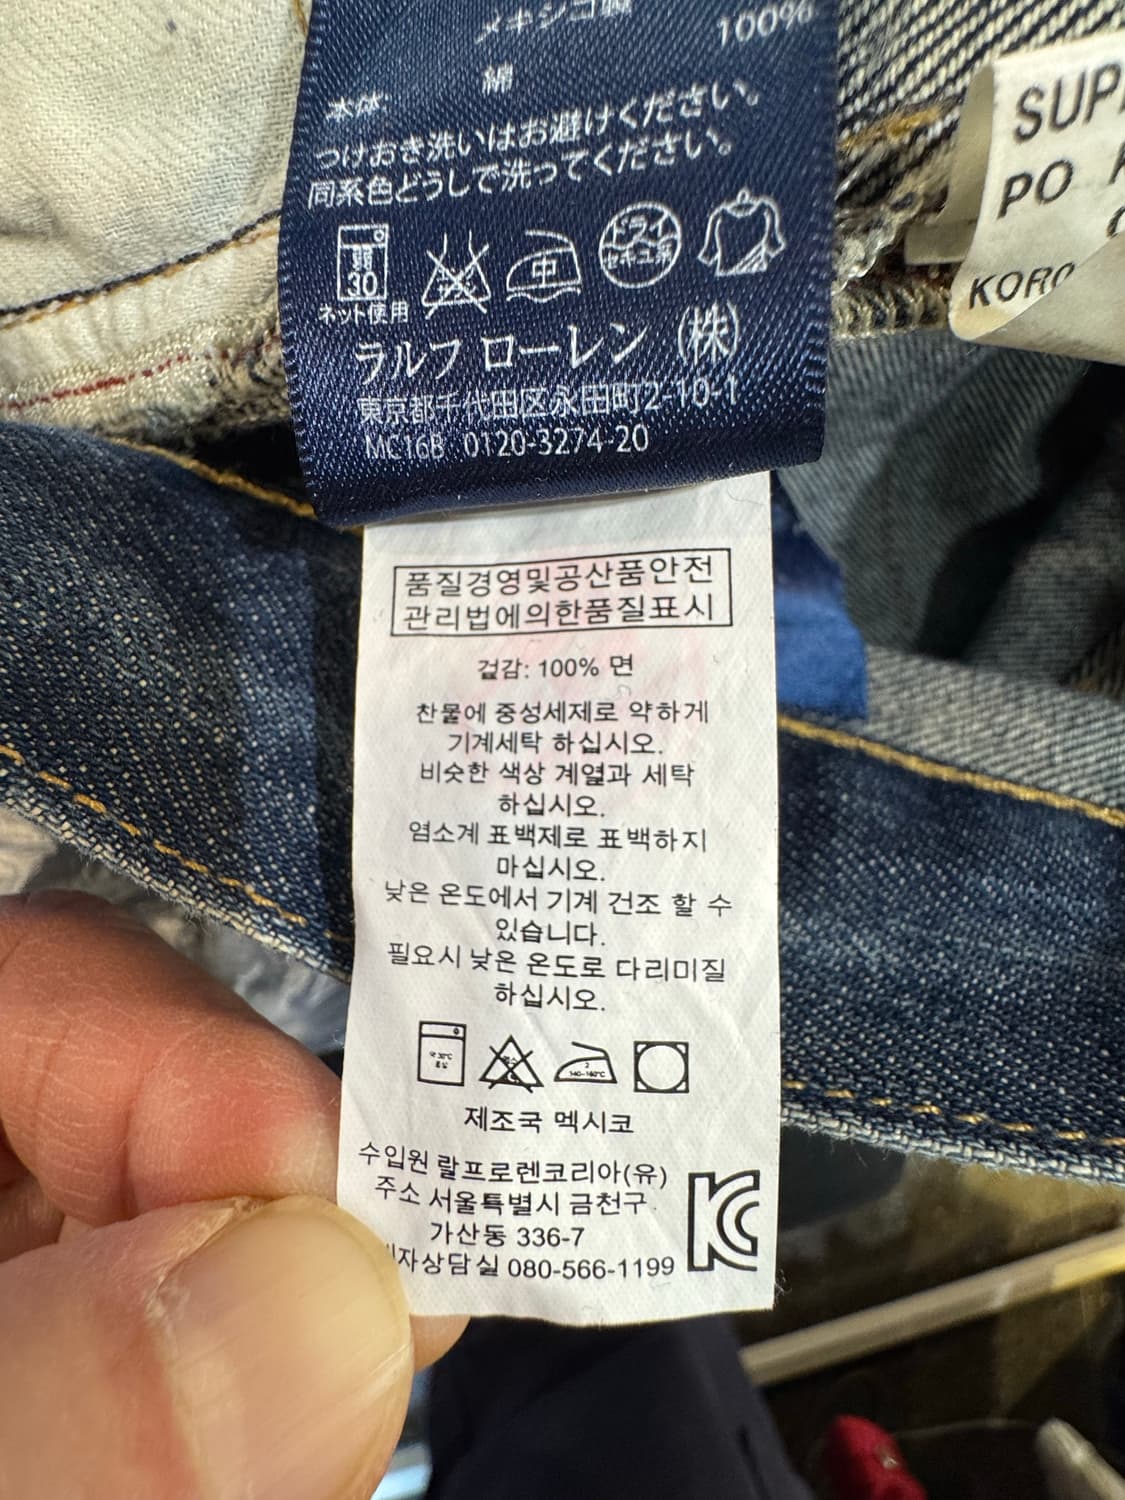 メキシコ製
100%
綿
本体
つけおき洗いはお避けください。
同系色どうしで洗ってください。
弱
30
ネット使用
中
ドライ
セキユ系
ラルフ ローレン (株)
東京都千代田区永田町2-10-1
MC16B 0120-3274-20
SUP
PO
KORO
품질경영및공산품안전
관리법에의한품질표시
겉감: 100% 면
찬물에 중성세제로 약하게
기계세탁 하십시오.
비슷한 색상 계열과 세탁
하십시오.
염소계 표백제로 표백하지
마십시오.
낮은 온도에서 기계 건조 할 수
있습니다.
필요시 낮은 온도로 다리미질
하십시오.
약 30°C
중성
2
140~160°C
제조국 멕시코
수입원 랄프로렌코리아(유)
주소 서울특별시 금천구
가산동 336-7
자상담실 080-566-1199
KC